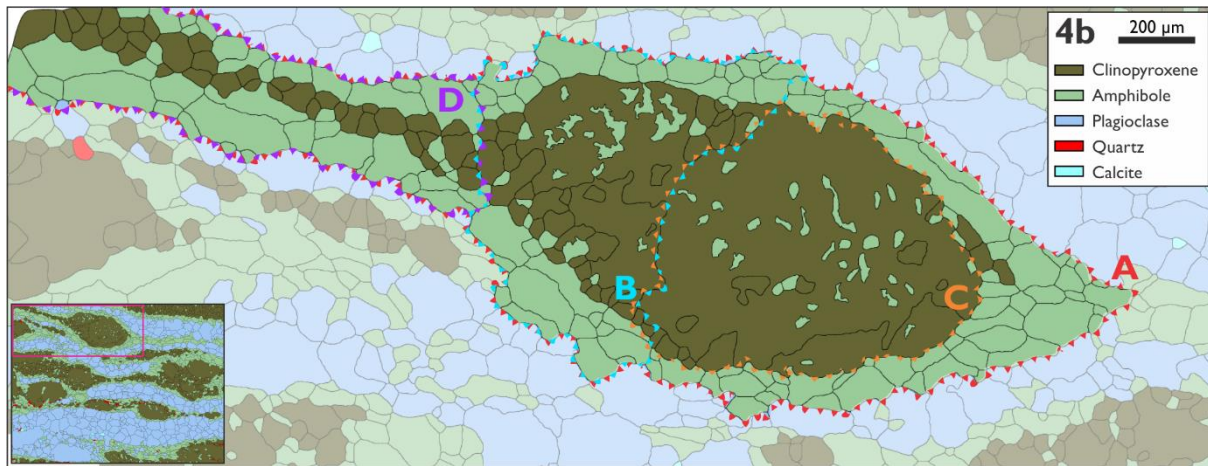 4b 200 µm
Clinopyroxene
Amphibole
Plagioclase
Quartz
Calcite
D
A
B
C